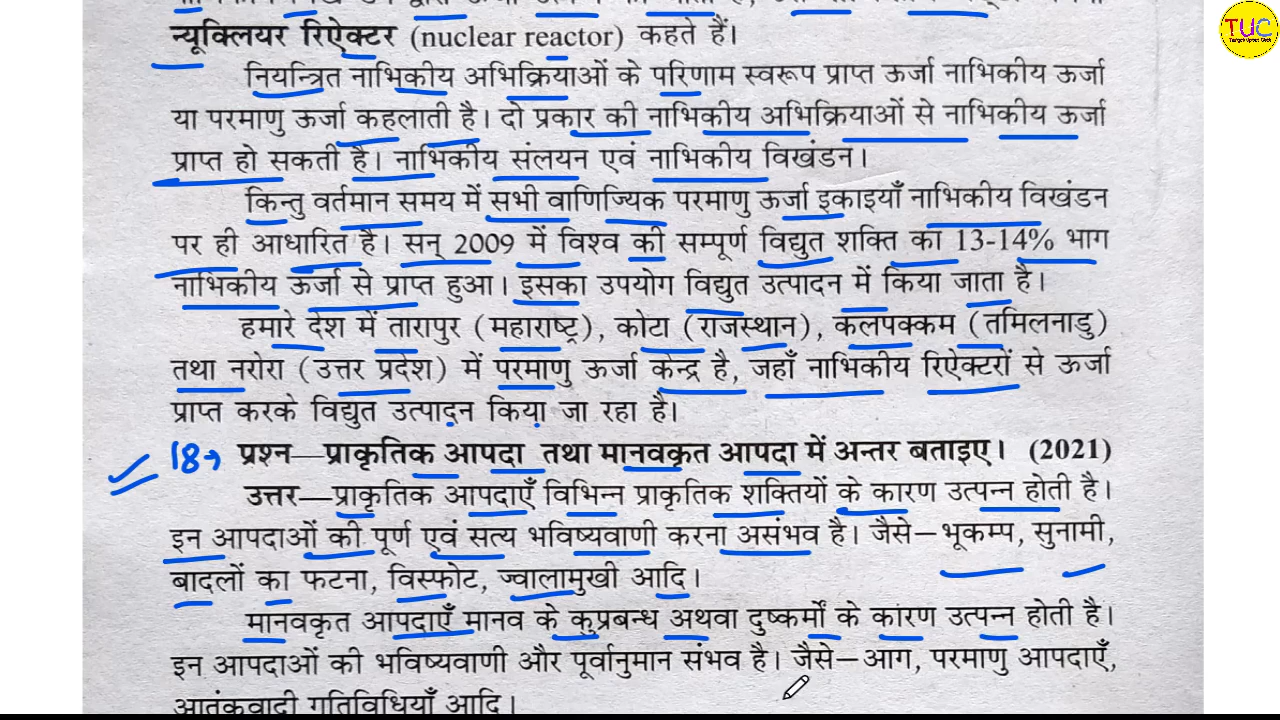 न्यूक्लियर रिऐक्टर (nuclear reactor) कहते हैं।
नियन्त्रित नाभिकीय अभिक्रियाओं के परिणाम स्वरूप प्राप्त ऊर्जा नाभिकीय ऊर्जा
या परमाणु ऊर्जा कहलाती है। दो प्रकार की नाभिकीय अभिक्रियाओं से नाभिकीय ऊर्जा
प्राप्त हो सकती है। नाभिकीय संलयन एवं नाभिकीय विखंडन।
किन्तु वर्तमान समय में सभी वाणिज्यिक परमाणु ऊर्जा इकाइयाँ नाभिकीय विखंडन
पर ही आधारित है। सन् 2009 में विश्व की सम्पूर्ण विद्युत शक्ति का 13-14% भाग
नाभिकीय ऊर्जा से प्राप्त हुआ। इसका उपयोग विद्युत उत्पादन में किया जाता है।
हमारे देश में तारापुर (महाराष्ट्र), कोटा (राजस्थान), कलपक्कम (तमिलनाडु)
तथा नरोरा (उत्तर प्रदेश) में परमाणु ऊर्जा केन्द्र है, जहाँ नाभिकीय रिऐक्टरों से ऊर्जा
प्राप्त करके विद्युत उत्पादन किया जा रहा है।
18→ प्रश्न—प्राकृतिक आपदा तथा मानवकृत आपदा में अन्तर बताइए। (2021)
उत्तर—प्राकृतिक आपदाएँ विभिन्न प्राकृतिक शक्तियों के कारण उत्पन्न होती है।
इन आपदाओं की पूर्ण एवं सत्य भविष्यवाणी करना असंभव है। जैसे—भूकम्प, सुनामी,
बादलों का फटना, विस्फोट, ज्वालामुखी आदि।
मानवकृत आपदाएँ मानव के कुप्रबन्ध अथवा दुष्कर्मों के कारण उत्पन्न होती है।
इन आपदाओं की भविष्यवाणी और पूर्वानुमान संभव है। जैसे—आग, परमाणु आपदाएँ,
आतंकवादी गतिविधियाँ आदि।
TUC